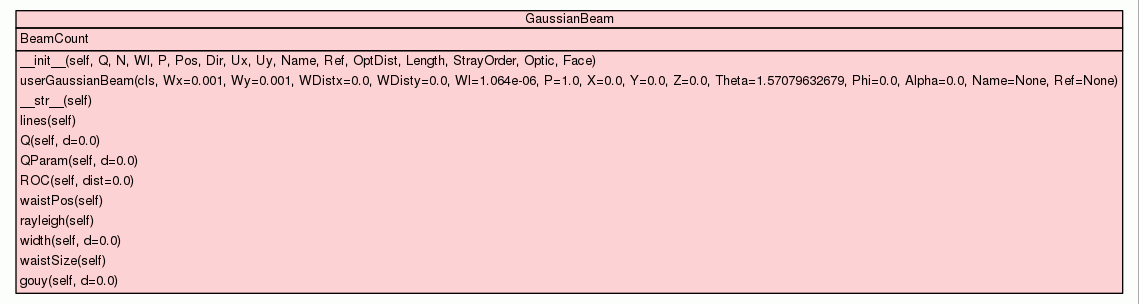 GaussianBeam
BeamCount
__init__(self, Q, N, Wl, P, Pos, Dir, Ux, Uy, Name, Ref, OptDist, Length, StrayOrder, Optic, Face)
userGaussianBeam(cls, Wx=0.001, Wy=0.001, WDistx=0.0, WDisty=0.0, Wl=1.064e-06, P=1.0, X=0.0, Y=0.0, Z=0.0, Theta=1.57079632679, Phi=0.0, Alpha=0.0, Name=None, Ref=None)
__str__(self)
lines(self)
Q(self, d=0.0)
QParam(self, d=0.0)
ROC(self, dist=0.0)
waistPos(self)
rayleigh(self)
width(self, d=0.0)
waistSize(self)
gouy(self, d=0.0)